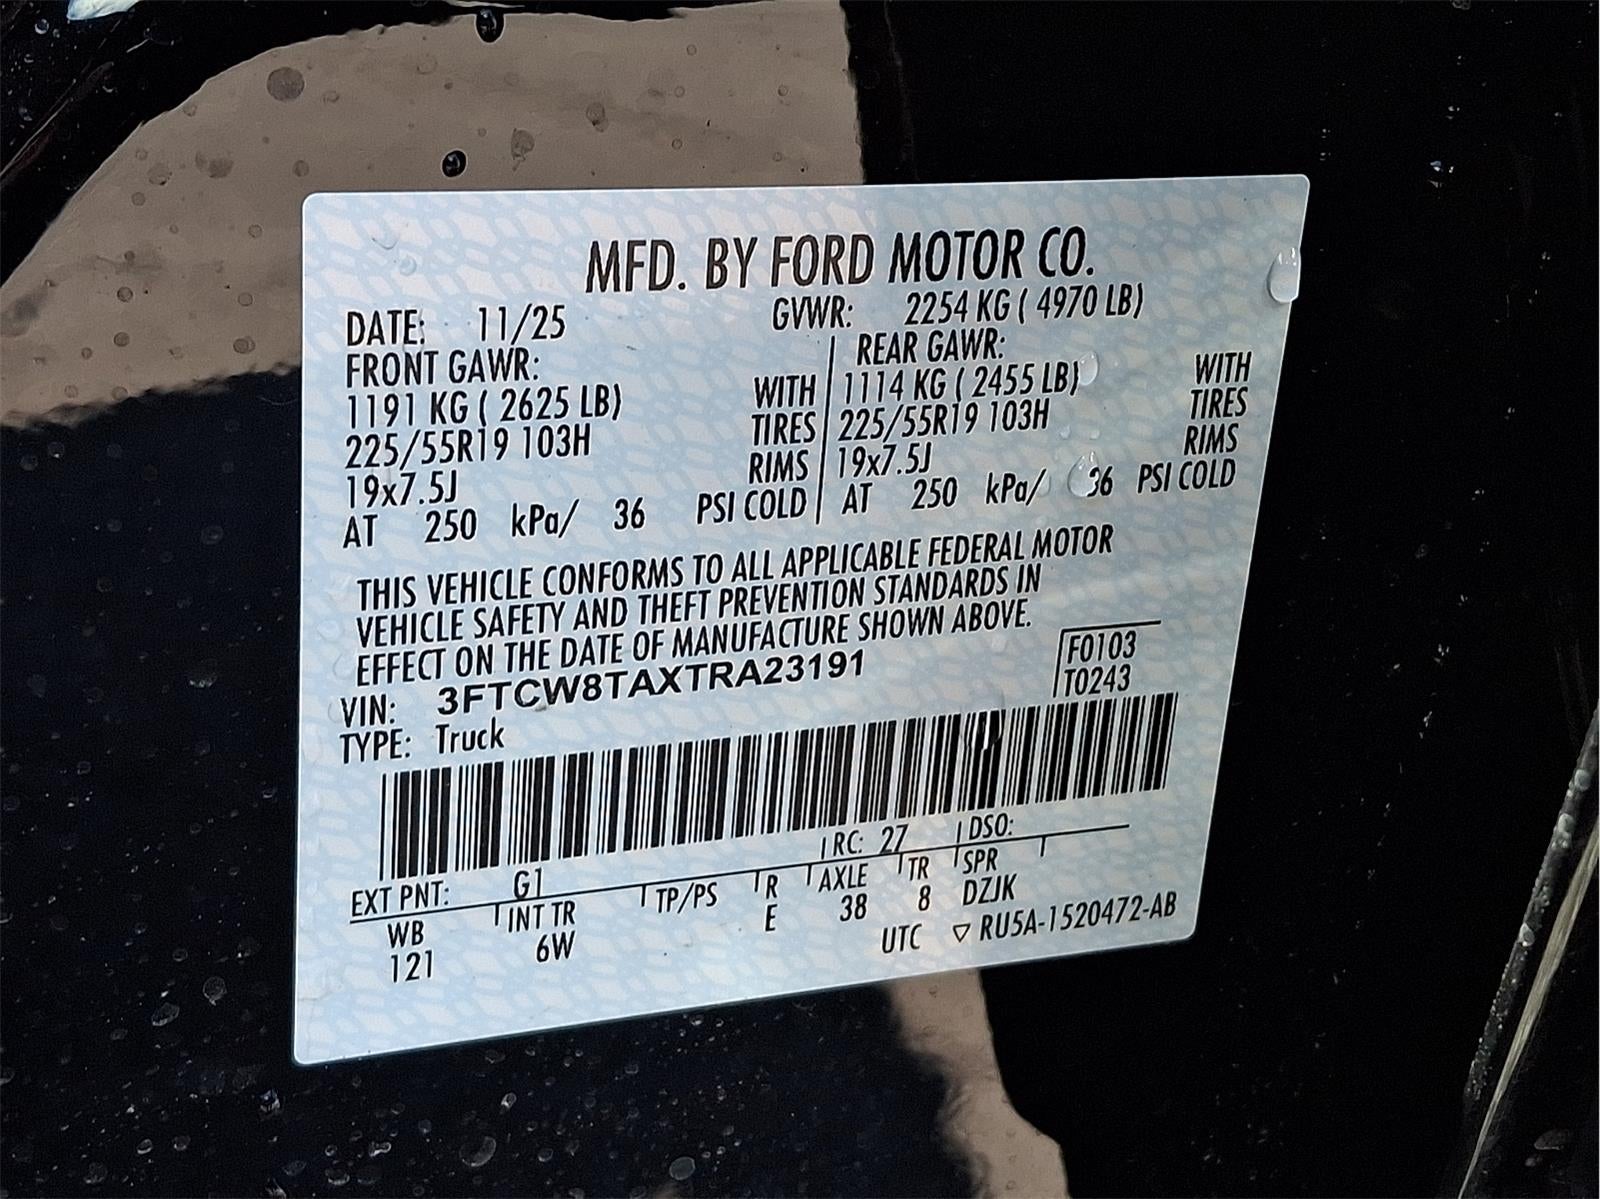 MFD. BY FORD MOTOR CO.
DATE: 11/25 GVWR: 2254 KG ( 4970 LB)
FRONT GAWR: REAR GAWR:
1191 KG ( 2625 LB) WITH 1114 KG ( 2455 LB) WITH
225/55R19 103H TIRES 225/55R19 103H TIRES
19x7.5J RIMS 19x7.5J RIMS
AT 250 kPa/ 36 PSI COLD AT 250 kPa/ 36 PSI COLD
THIS VEHICLE CONFORMS TO ALL APPLICABLE FEDERAL MOTOR
VEHICLE SAFETY AND THEFT PREVENTION STANDARDS IN
EFFECT ON THE DATE OF MANUFACTURE SHOWN ABOVE.
VIN: 3FTCW8TAXTRA23191 F0103
TYPE: Truck T0243
EXT PNT: G1 RC: 27 DSO:
WB INT TR TP/PS R AXLE TR SPR
121 6W E 38 8 DZJK
UTC ▽ RU5A-1520472-AB